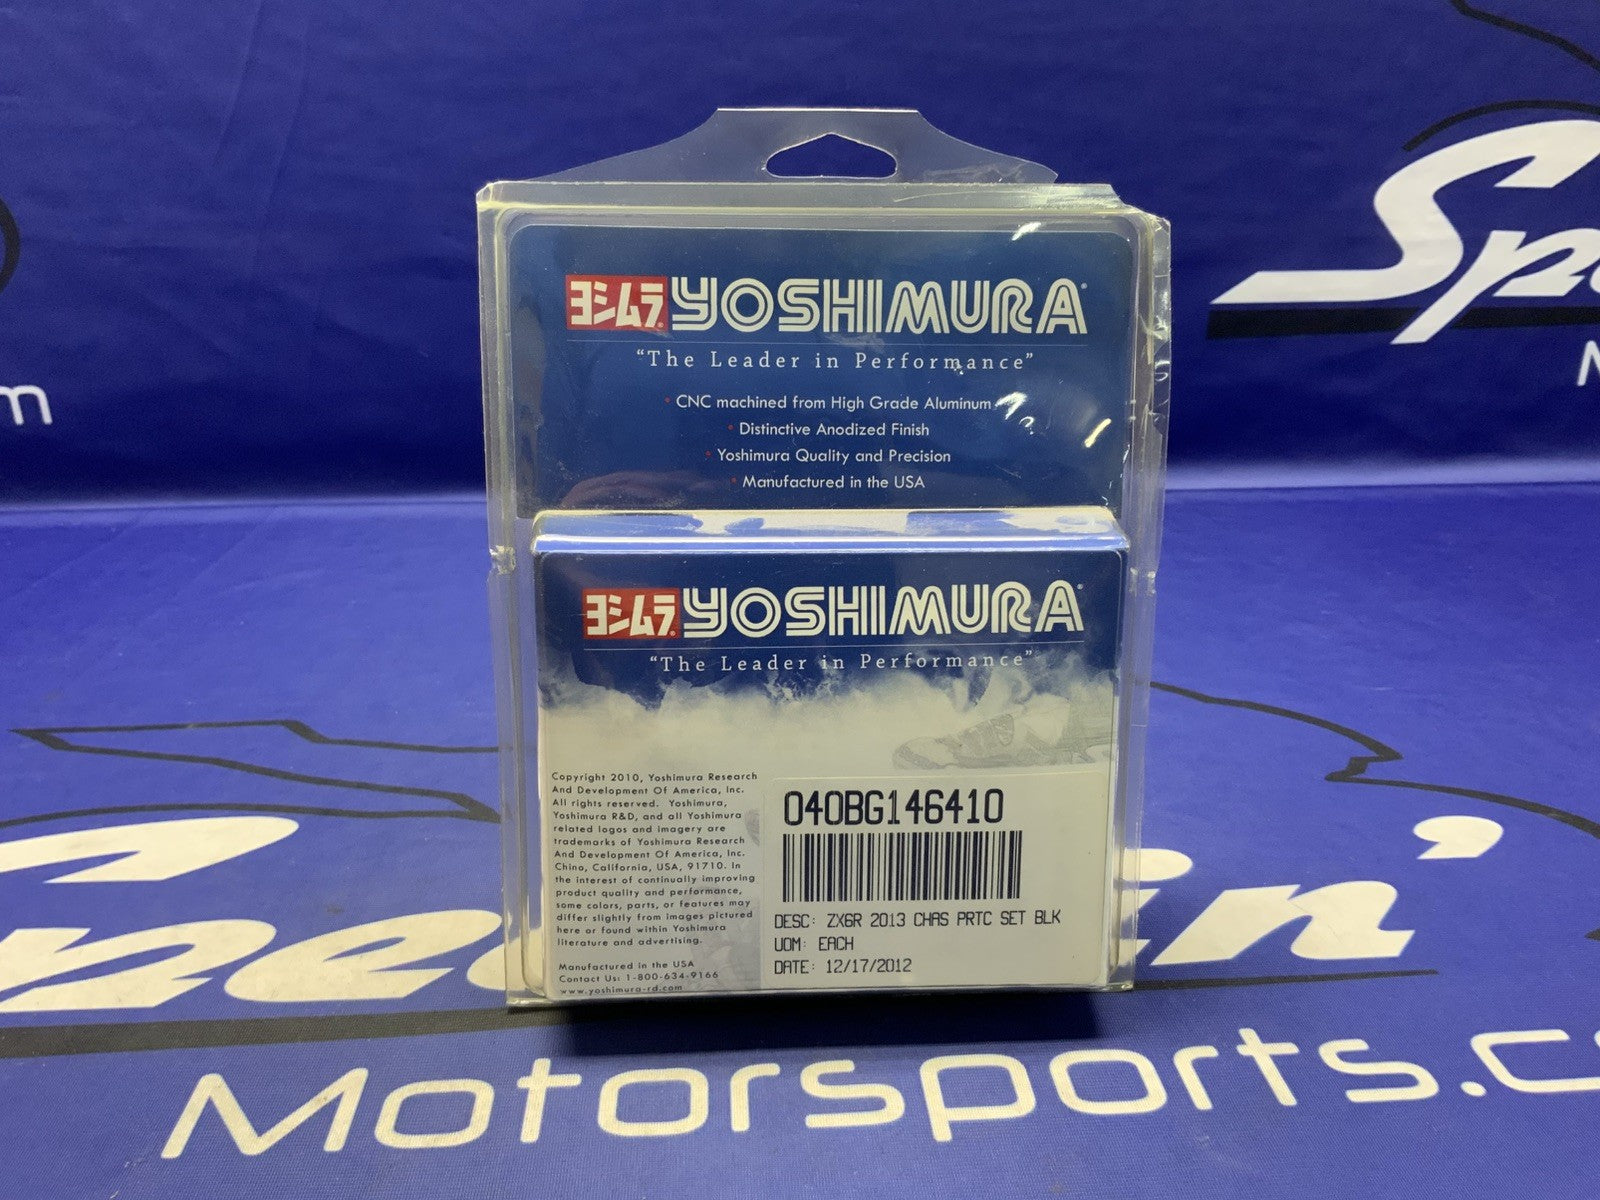 ヨシムラ YOSHIMURA
"The Leader in Performance"
• CNC machined from High Grade Aluminum
• Distinctive Anodized Finish
• Yoshimura Quality and Precision
• Manufactured in the USA
ヨシムラ YOSHIMURA
"The Leader in Performance"
Copyright 2010, Yoshimura Research
And Development Of America, Inc.
All rights reserved. Yoshimura,
Yoshimura R&D, and all Yoshimura
related logos and imagery are
trademarks of Yoshimura Research
And Development Of America, Inc.
Chino, California, USA, 91710. In
the interest of continually improving
product quality and performance,
some colors, parts, or features may
differ slightly from images pictured
here or found within Yoshimura
literature and advertising.
Manufactured in the USA
Contact Us: 1-800-634-9166
www.yoshimura-rd.com
040BG146410
DESC: ZX6R 2013 CHAS PRTC SET BLK
UOM: EACH
DATE: 12/17/2012
Motorsports.c